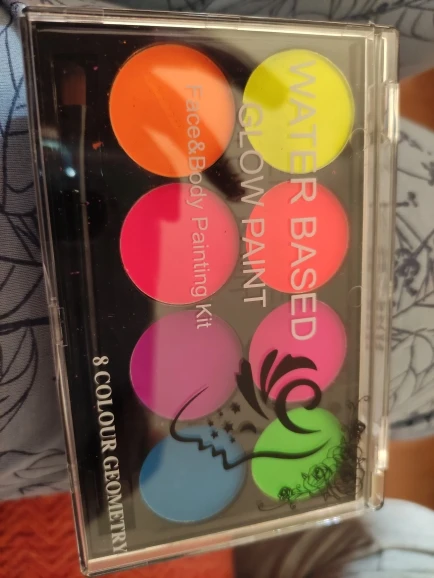 WATER BASED
GLOW PAINT
Face&Body Painting Kit
8 COLOUR GEOMETRY